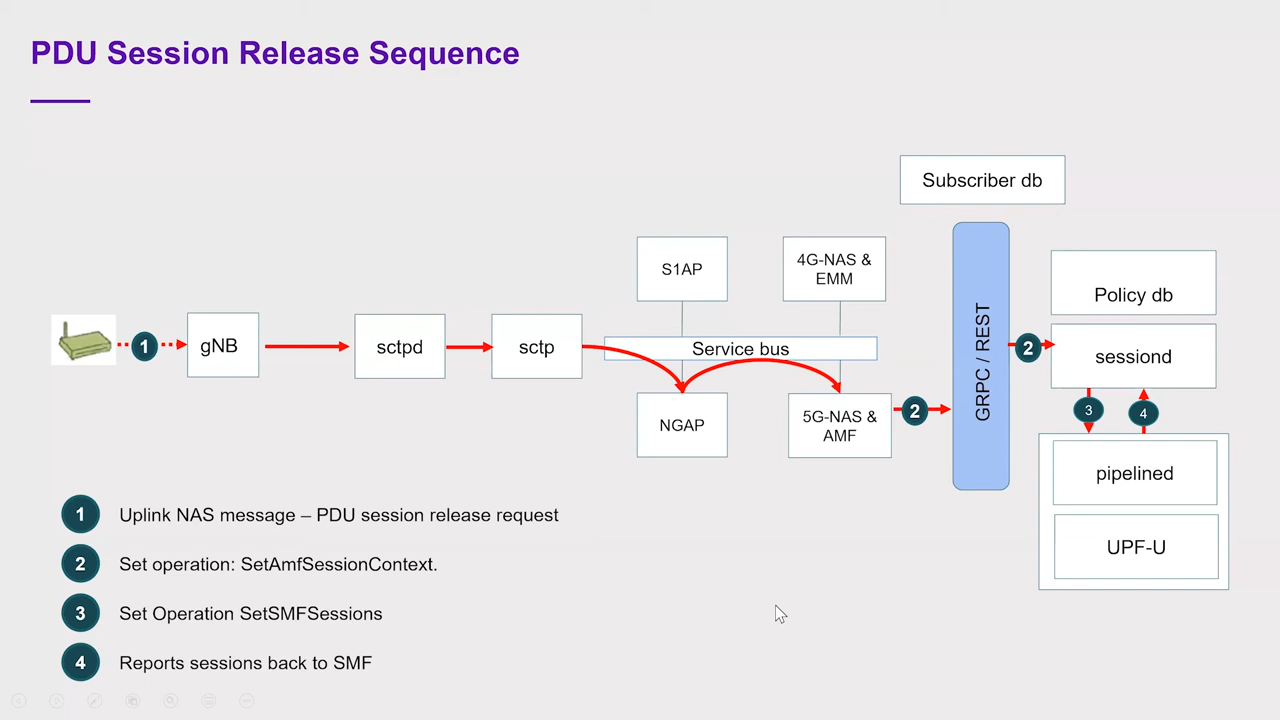 PDU Session Release Sequence
Subscriber db
S1AP
4G-NAS &
EMM
Policy db
1
gNB
sctpd
sctp
Service bus
GRPC / REST
2
sessiond
NGAP
5G-NAS &
AMF
2
3
4
pipelined
UPF-U
1 Uplink NAS message – PDU session release request
2 Set operation: SetAmfSessionContext.
3 Set Operation SetSMFSessions
4 Reports sessions back to SMF